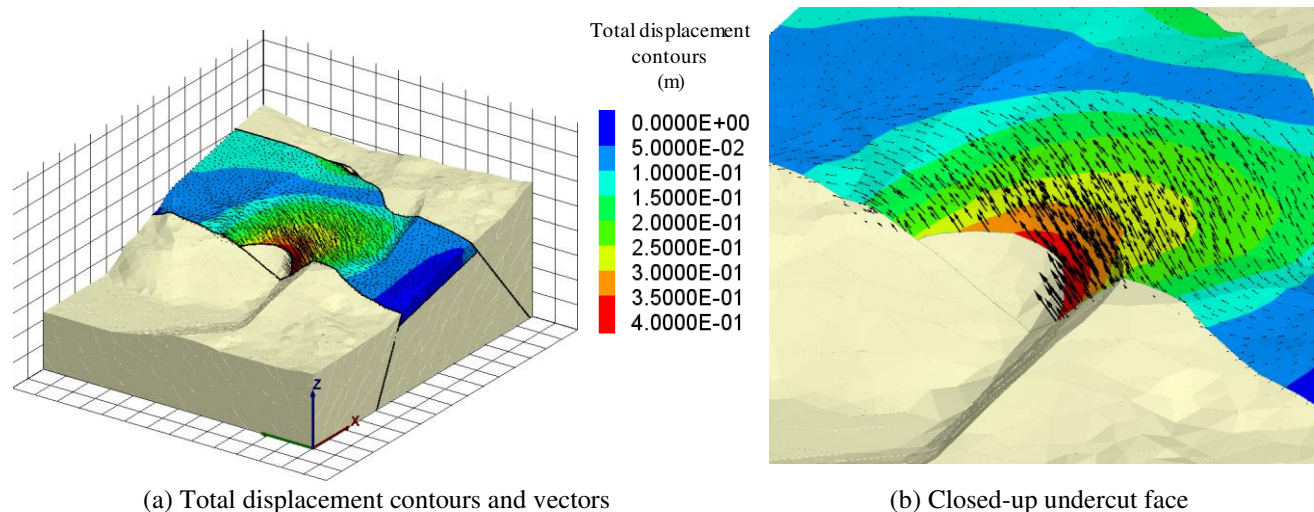 Total displacement
contours
(m)
0.0000E+00
5.0000E-02
1.0000E-01
1.5000E-01
2.0000E-01
2.5000E-01
3.0000E-01
3.5000E-01
4.0000E-01
Z
X
(a) Total displacement contours and vectors
(b) Closed-up undercut face